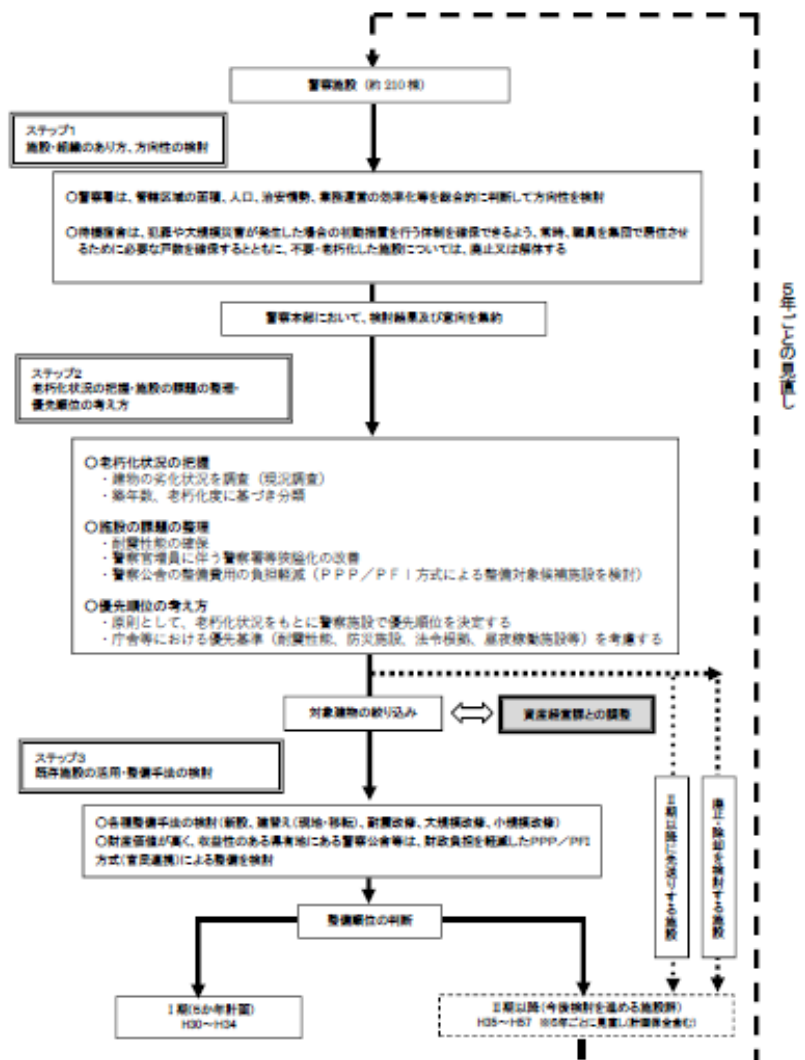 警察施設（約210棟）
ステップ1
施設・組織のあり方、方向性の検討
○警察署は、管轄区域の面積、人口、治安情勢、業務運営の効率化等を総合的に判断して方向性を検討
○待機宿舎は、犯罪や大規模災害が発生した場合の初動措置を行う体制を確保できるよう、常時、職員を集団で居住させ
るために必要な戸数を確保するとともに、不要・老朽化した施設については、廃止又は解体する
警察本部において、検討結果及び意向を集約
ステップ2
老朽化状況の把握・施設の課題の整理・
優先順位の考え方
○老朽化状況の把握
・建物の劣化状況を調査（現況調査）
・築年数、老朽化度に基づき分類
○施設の課題の整理
・耐震性能の確保
・警察官増員に伴う警察署等狭隘化の改善
・警察公舎の整備費用の負担軽減（ＰＰＰ／ＰＦＩ方式による整備対象候補施設を検討）
○優先順位の考え方
・原則として、老朽化状況をもとに警察施設で優先順位を決定する
・庁舎等における優先基準（耐震性能、防災施設、法令根拠、昼夜稼働施設等）を考慮する
対象建物の絞り込み
資産経営課との調整
ステップ3
既存施設の活用・整備手法の検討
○各種整備手法の検討（新設、建替え（現地・移転）、耐震改修、大規模改修、小規模改修）
○財産価値が高く、収益性のある県有地にある警察公舎等は、財政負担を軽減したPPP／PFI
方式（官民連携）による整備を検討
整備順位の判断
Ⅰ期（5か年計画）
H30～H34
Ⅱ期以降（今後検討を進める施設群）
H35～H57 ※5年ごとに見直し（計画保全含む）
Ⅱ期以降に先送りする施設
廃止・除却を検討する施設
5年ごとの見直し